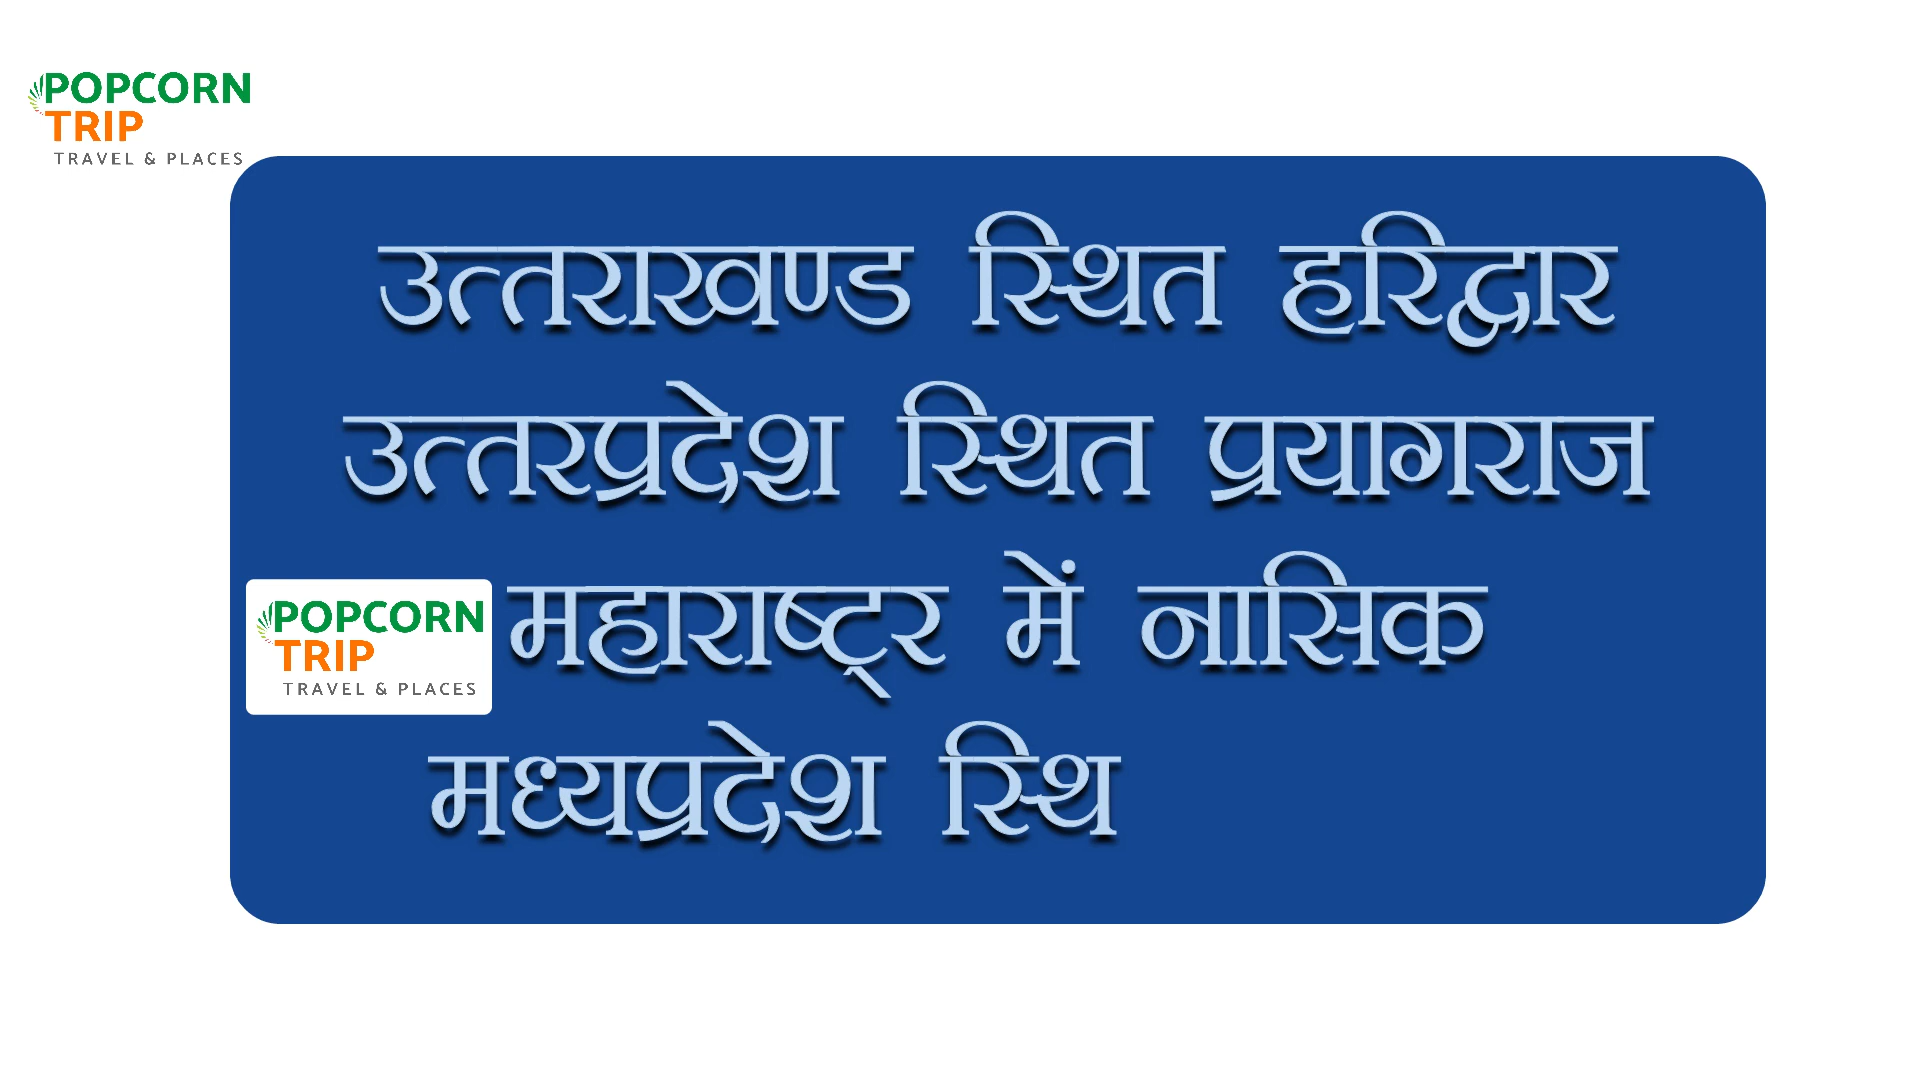 POPCORN
TRIP
TRAVEL & PLACES
उत्तराखण्ड स्थित हरिद्वार
उत्तरप्रदेश स्थित प्रयागराज
POPCORN
TRIP
TRAVEL & PLACES
महाराष्ट्र में नासिक
मध्यप्रदेश स्थि